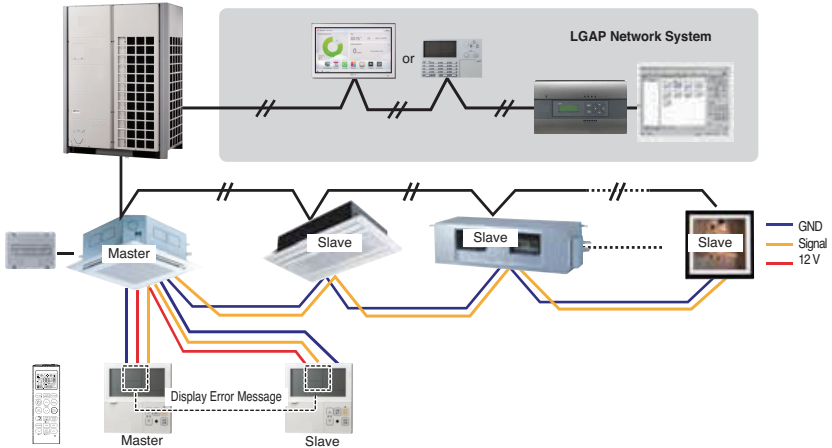 LGAP Network System
or
Master
Slave
Slave
Slave
GND
Signal
12 V
Display Error Message
Master
Slave